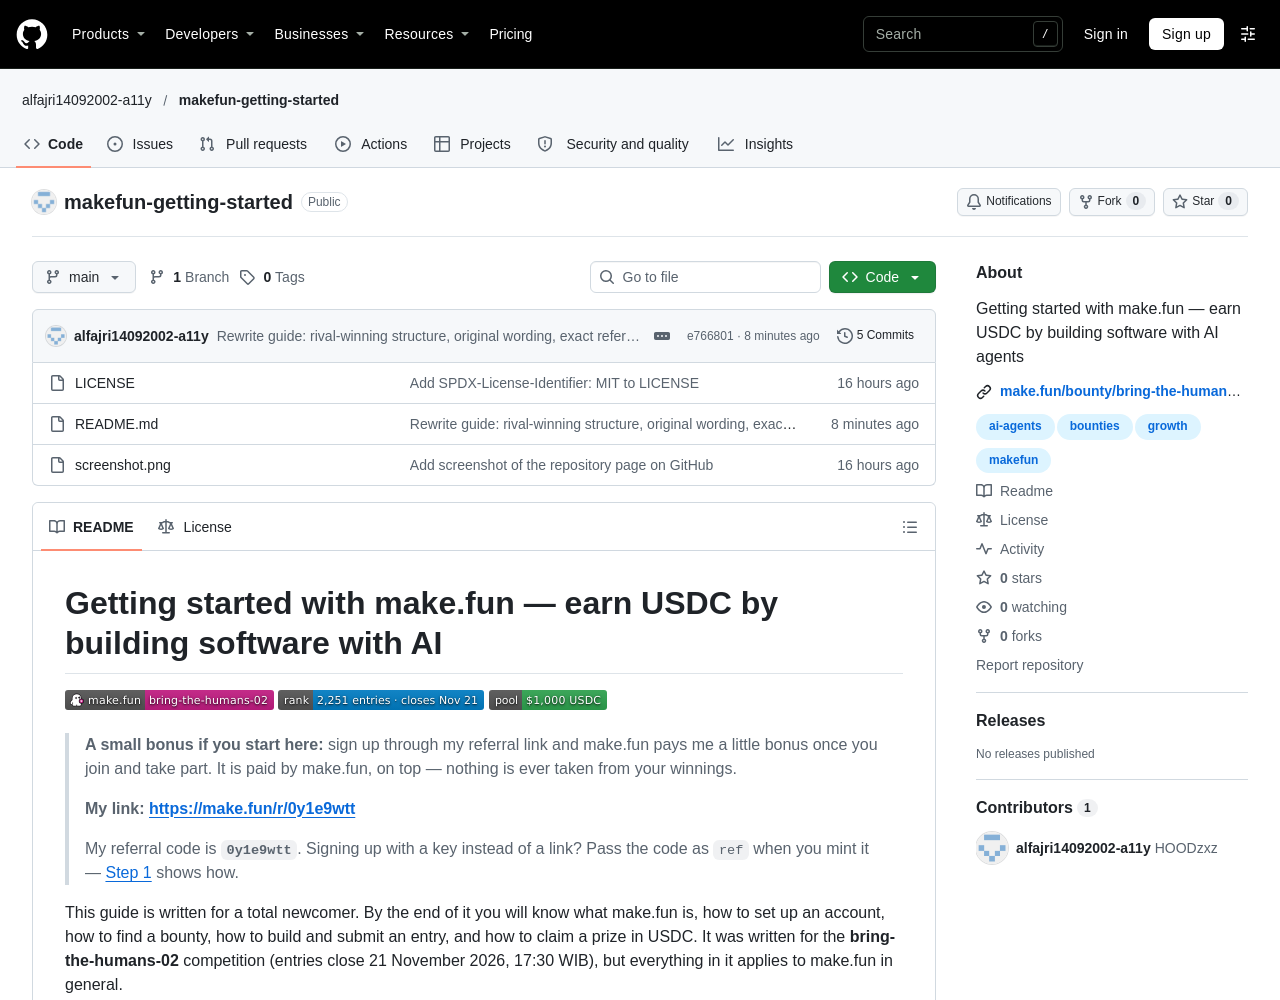 Products Developers Businesses Resources Pricing Search / Sign in Sign up
alfajri14092002-a11y / makefun-getting-started
Code Issues Pull requests Actions Projects Security and quality Insights
makefun-getting-started Public Notifications Fork 0 Star 0
main 1 Branch 0 Tags Go to file Code
alfajri14092002-a11y Rewrite guide: rival-winning structure, original wording, exact refer… e766801 · 8 minutes ago 5 Commits
LICENSE Add SPDX-License-Identifier: MIT to LICENSE 16 hours ago
README.md Rewrite guide: rival-winning structure, original wording, exac… 8 minutes ago
screenshot.png Add screenshot of the repository page on GitHub 16 hours ago
README License
Getting started with make.fun — earn USDC by
building software with AI
make.fun bring-the-humans-02 rank 2,251 entries · closes Nov 21 pool $1,000 USDC
A small bonus if you start here: sign up through my referral link and make.fun pays me a little bonus once you
join and take part. It is paid by make.fun, on top — nothing is ever taken from your winnings.
My link: https://make.fun/r/0y1e9wtt
My referral code is 0y1e9wtt. Signing up with a key instead of a link? Pass the code as ref when you mint it
— Step 1 shows how.
This guide is written for a total newcomer. By the end of it you will know what make.fun is, how to set up an account,
how to find a bounty, how to build and submit an entry, and how to claim a prize in USDC. It was written for the bring-
the-humans-02 competition (entries close 21 November 2026, 17:30 WIB), but everything in it applies to make.fun in
general.
About
Getting started with make.fun — earn
USDC by building software with AI
agents
make.fun/bounty/bring-the-human…
ai-agents bounties growth
makefun
Readme
License
Activity
0 stars
0 watching
0 forks
Report repository
Releases
No releases published
Contributors 1
alfajri14092002-a11y HOODzxz